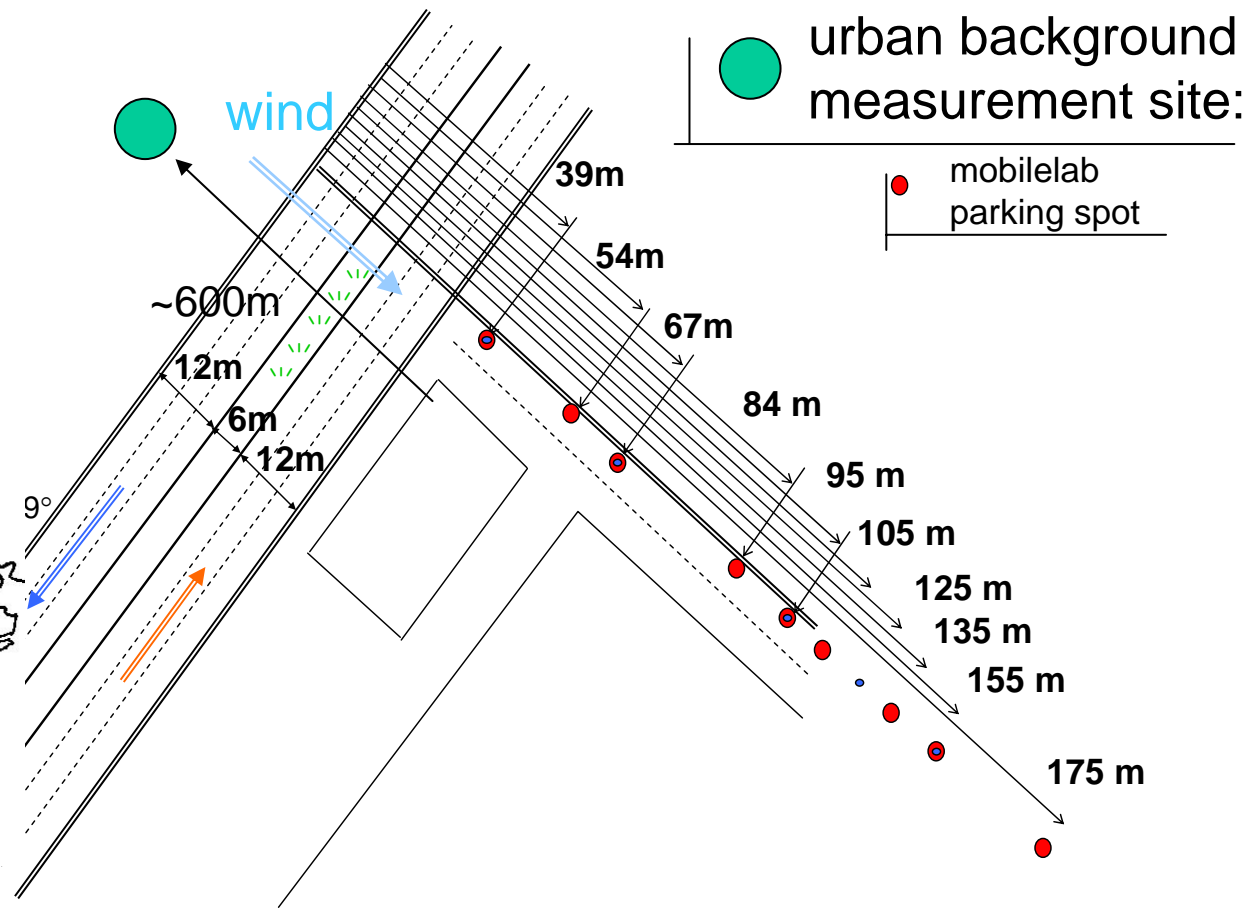 urban background
measurement site:
wind
mobilelab
parking spot
39m
54m
~600m
67m
12m
84 m
6m
12m
95 m
9°
105 m
125 m
135 m
155 m
175 m